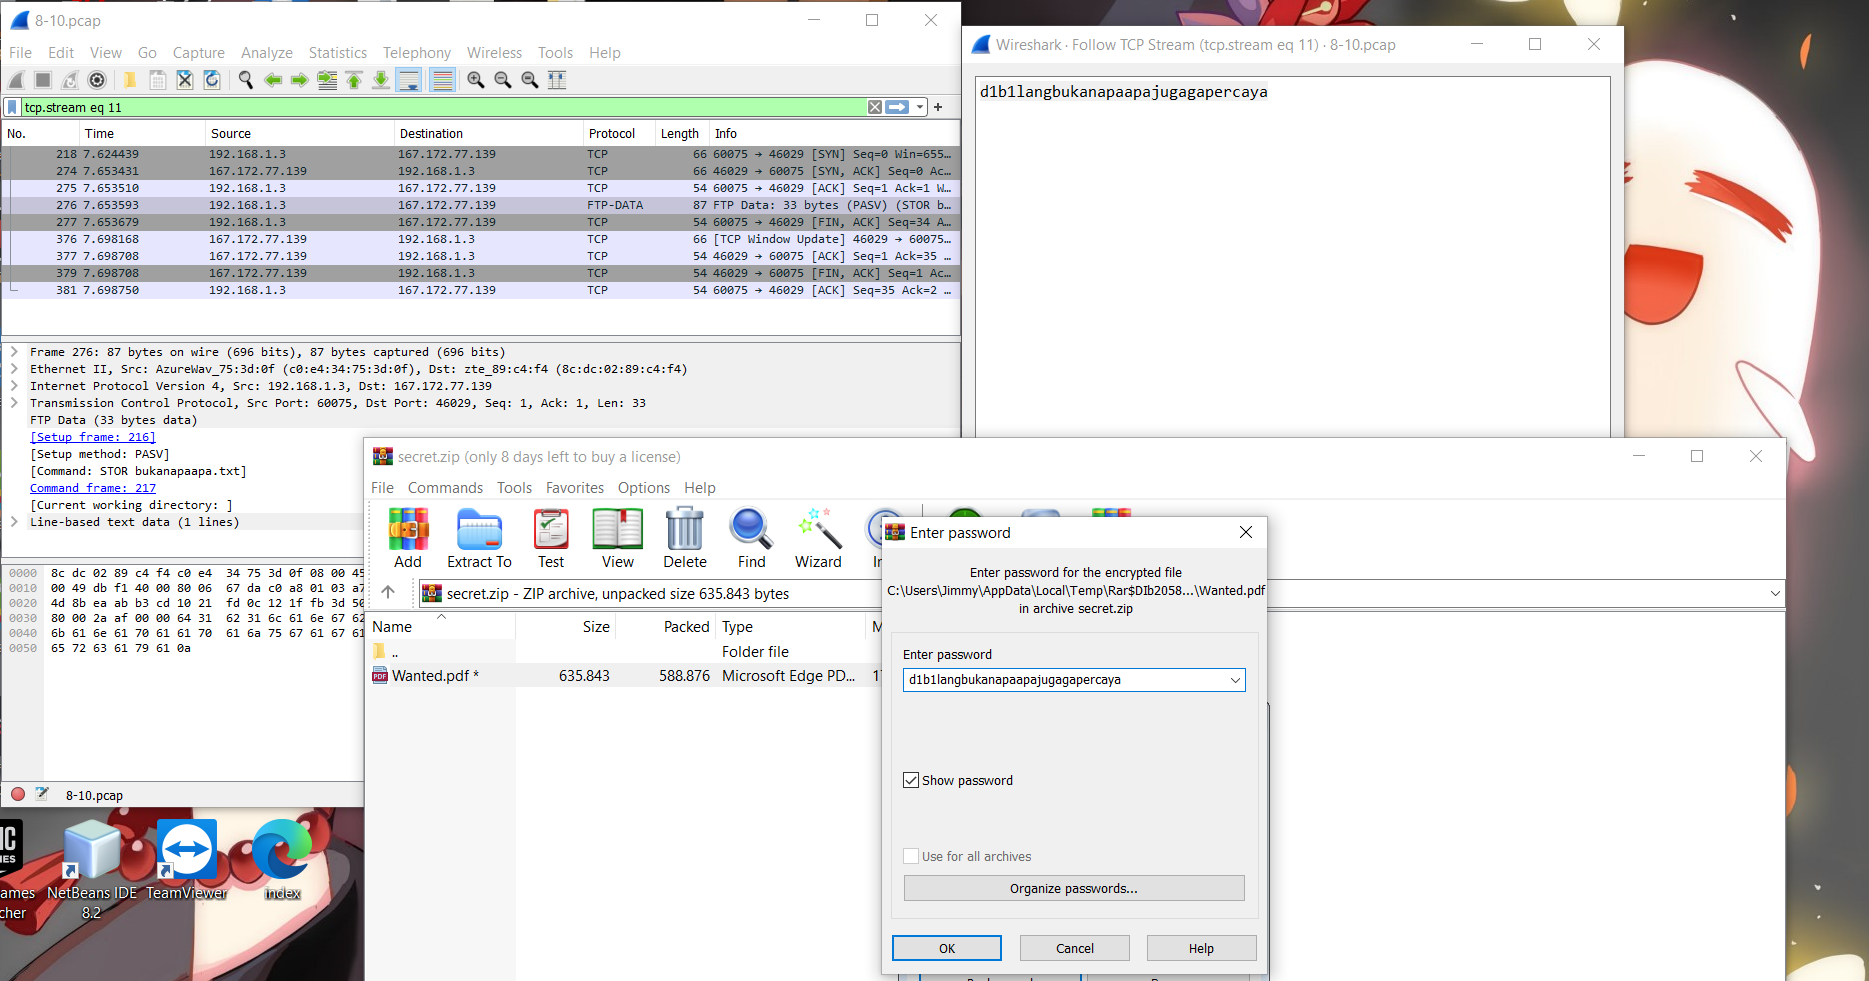 8-10.pcap
File Edit View Go Capture Analyze Statistics Telephony Wireless Tools Help
tcp.stream eq 11
No. Time Source Destination Protocol Length Info
218 7.624439 192.168.1.3 167.172.77.139 TCP 66 60075 → 46029 [SYN] Seq=0 Win=655…
274 7.653431 167.172.77.139 192.168.1.3 TCP 66 46029 → 60075 [SYN, ACK] Seq=0 Ac…
275 7.653510 192.168.1.3 167.172.77.139 TCP 54 60075 → 46029 [ACK] Seq=1 Ack=1 W…
276 7.653593 192.168.1.3 167.172.77.139 FTP-DATA 87 FTP Data: 33 bytes (PASV) (STOR b…
277 7.653679 192.168.1.3 167.172.77.139 TCP 54 60075 → 46029 [FIN, ACK] Seq=34 A…
376 7.698168 167.172.77.139 192.168.1.3 TCP 66 [TCP Window Update] 46029 → 60075…
377 7.698708 167.172.77.139 192.168.1.3 TCP 54 46029 → 60075 [ACK] Seq=1 Ack=35 …
379 7.698708 167.172.77.139 192.168.1.3 TCP 54 46029 → 60075 [FIN, ACK] Seq=1 Ac…
381 7.698750 192.168.1.3 167.172.77.139 TCP 54 60075 → 46029 [ACK] Seq=35 Ack=2 …
Frame 276: 87 bytes on wire (696 bits), 87 bytes captured (696 bits)
Ethernet II, Src: AzureWav_75:3d:0f (c0:e4:34:75:3d:0f), Dst: zte_89:c4:f4 (8c:dc:02:89:c4:f4)
Internet Protocol Version 4, Src: 192.168.1.3, Dst: 167.172.77.139
Transmission Control Protocol, Src Port: 60075, Dst Port: 46029, Seq: 1, Ack: 1, Len: 33
FTP Data (33 bytes data)
[Setup frame: 216]
[Setup method: PASV]
[Command: STOR bukanapaapa.txt]
Command frame: 217
[Current working directory: ]
Line-based text data (1 lines)
0000 8c dc 02 89 c4 f4 c0 e4 34 75 3d 0f 08 00 45
0010 00 49 db f1 40 00 80 06 67 da c0 a8 01 03 a7
0020 4d 8b ea ab b3 cd 10 21 fd 0c 12 1f fb 3d 50
0030 80 00 2a af 00 00 64 31 62 31 6c 61 6e 67 62
0040 6b 61 6e 61 70 61 61 70 61 6a 75 67 61 67 61
0050 65 72 63 61 79 61 0a
8-10.pcap
Wireshark · Follow TCP Stream (tcp.stream eq 11) · 8-10.pcap
d1b1langbukanapaapajugagapercaya
secret.zip (only 8 days left to buy a license)
File Commands Tools Favorites Options Help
Add Extract To Test View Delete Find Wizard
secret.zip - ZIP archive, unpacked size 635.843 bytes
Name Size Packed Type
.. Folder file
Wanted.pdf * 635.843 588.876 Microsoft Edge PD...
Enter password
Enter password for the encrypted file
C:\Users\Jimmy\AppData\Local\Temp\Rar$DIb2058...\Wanted.pdf
in archive secret.zip
Enter password
d1b1langbukanapaapajugagapercaya
Show password
Use for all archives
Organize passwords...
OK Cancel Help
NetBeans IDE
8.2
TeamViewer
index